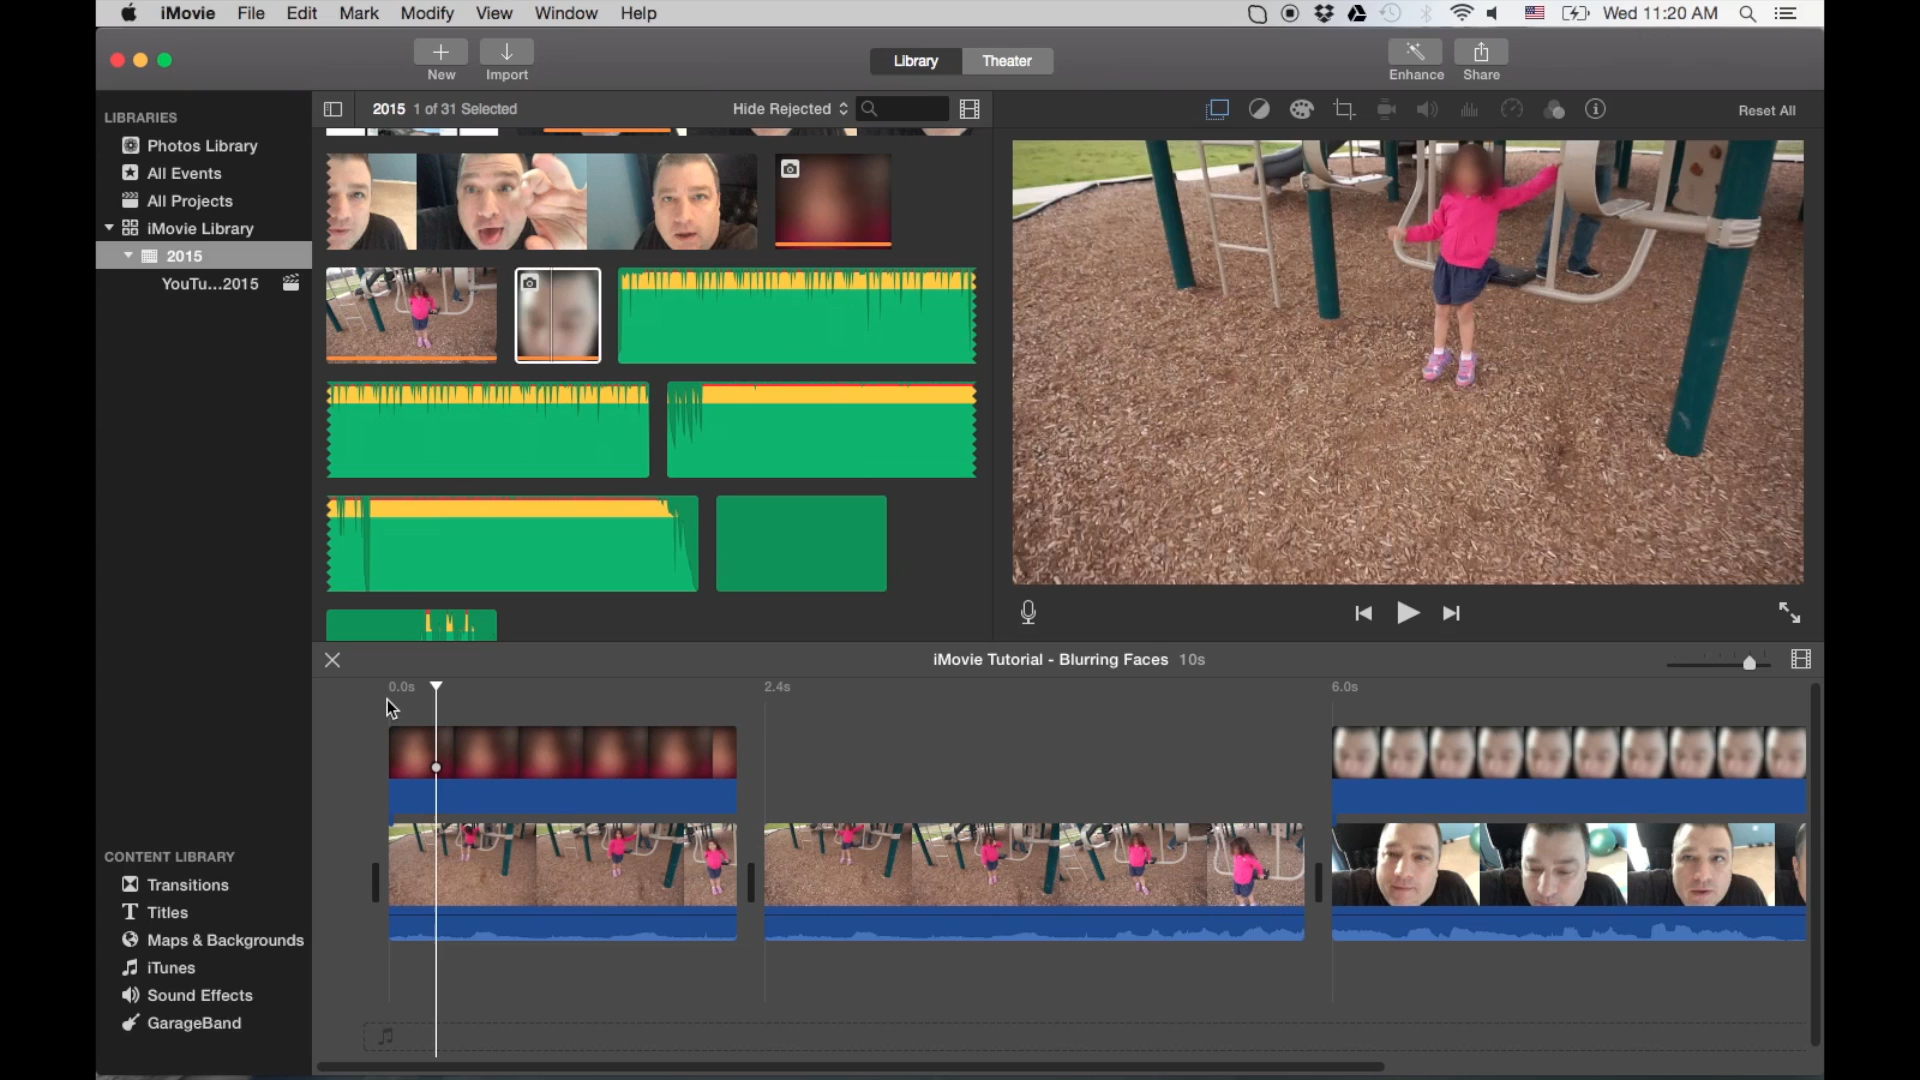 iMovie File Edit Mark Modify View Window Help
Wed 11:20 AM
New Import
Library Theater
Enhance Share
LIBRARIES
Photos Library
All Events
All Projects
iMovie Library
2015
YouTu...2015
2015 1 of 31 Selected
Hide Rejected
Reset All
iMovie Tutorial - Blurring Faces 10s
0.0s
2.4s
6.0s
CONTENT LIBRARY
Transitions
Titles
Maps & Backgrounds
iTunes
Sound Effects
GarageBand